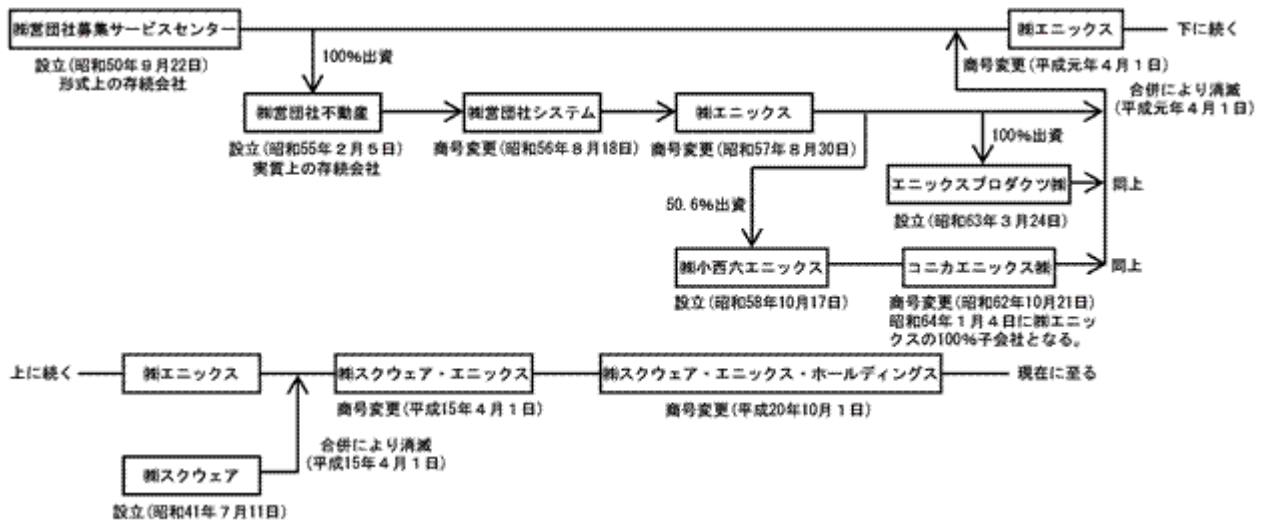 ㈱営団社募集サービスセンター
㈱エニックス
下に続く
設立(昭和50年9月22日)
形式上の存続会社
100%出資
商号変更(平成元年4月1日)
合併により消滅
(平成元年4月1日)
㈱営団社不動産
㈱営団社システム
㈱エニックス
設立(昭和55年2月5日)
実質上の存続会社
商号変更(昭和56年8月18日)
商号変更(昭和57年8月30日)
100%出資
エニックスプロダクツ㈱
同上
50.6%出資
設立(昭和63年3月24日)
㈱小西六エニックス
コニカエニックス㈱
同上
設立(昭和58年10月17日)
商号変更(昭和62年10月21日)
昭和64年1月4日に㈱エニッ
クスの100%子会社となる。
上に続く
㈱エニックス
㈱スクウェア・エニックス
㈱スクウェア・エニックス・ホールディングス
現在に至る
商号変更(平成15年4月1日)
商号変更(平成20年10月1日)
合併により消滅
(平成15年4月1日)
㈱スクウェア
設立(昭和41年7月11日)